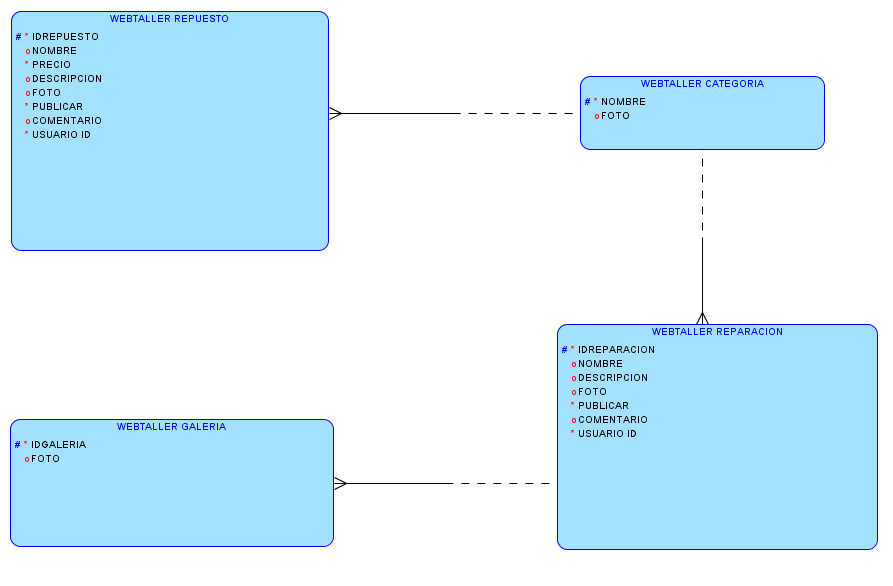 WEBTALLER REPUESTO
# * IDREPUESTO
o NOMBRE
* PRECIO
o DESCRIPCION
o FOTO
* PUBLICAR
o COMENTARIO
* USUARIO ID
WEBTALLER CATEGORIA
# * NOMBRE
o FOTO
WEBTALLER REPARACION
# * IDREPARACION
o NOMBRE
o DESCRIPCION
o FOTO
* PUBLICAR
o COMENTARIO
* USUARIO ID
WEBTALLER GALERIA
# * IDGALERIA
o FOTO